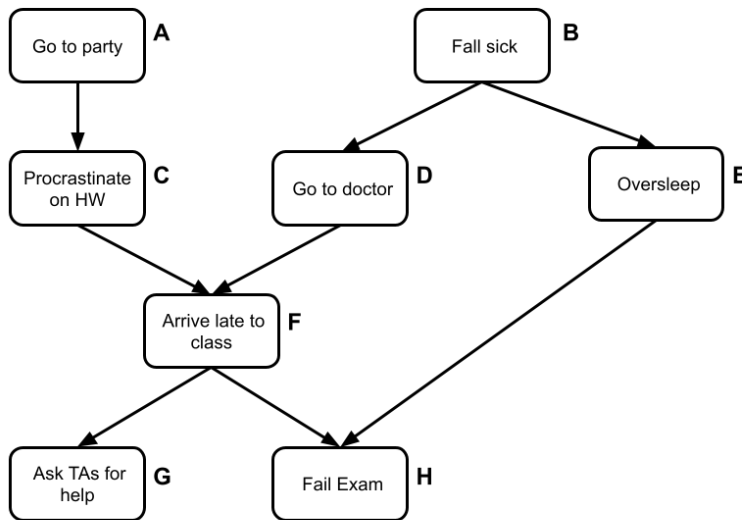 Go to party
A
Fall sick
B
Procrastinate
on HW
C
Go to doctor
D
Oversleep
E
Arrive late to
class
F
Ask TAs for
help
G
Fail Exam
H